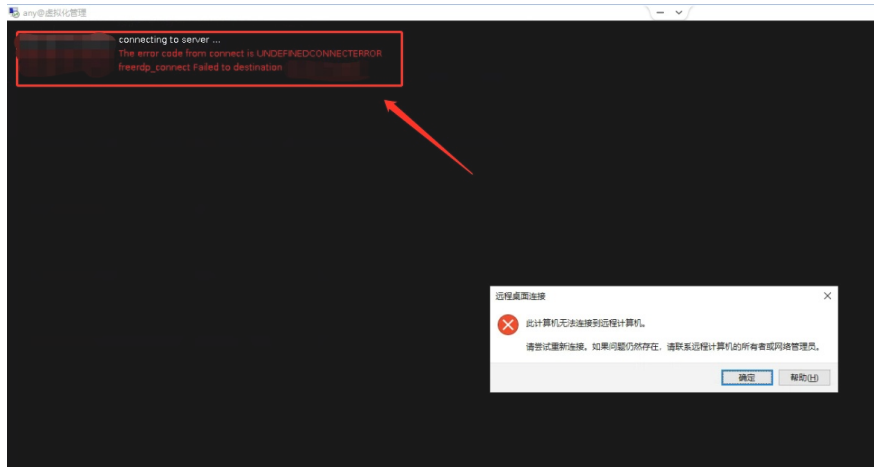 any@虚拟化管理
connecting to server ...
The error code from connect is UNDEFINEDCONNECTERROR
freerdp_connect Failed to destination
远程桌面连接
此计算机无法连接到远程计算机。
请尝试重新连接。如果问题仍然存在，请联系远程计算机的所有者或网络管理员。
确定
帮助(H)